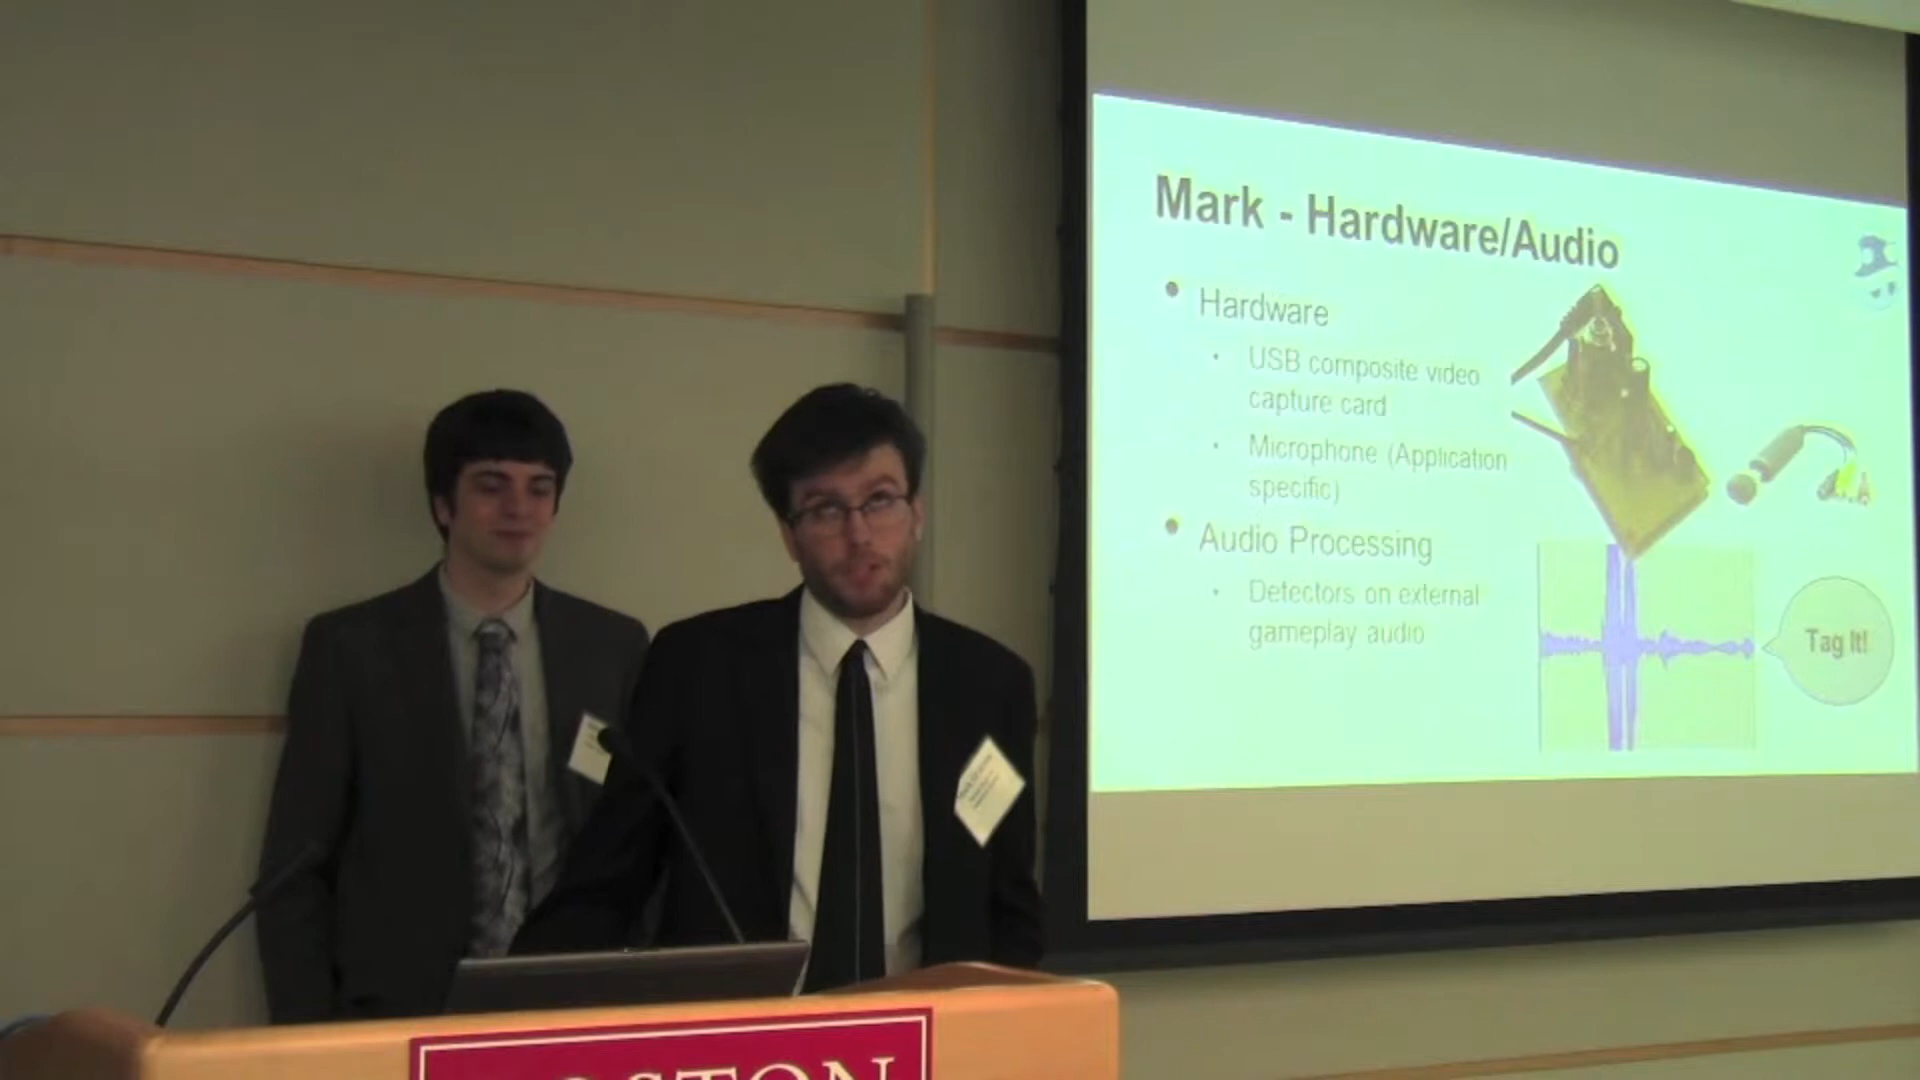 Mark - Hardware/Audio
• Hardware
• USB composite video
capture card
• Microphone (Application
specific)
• Audio Processing
• Detectors on external
gameplay audio
Tag It!
BOSTON